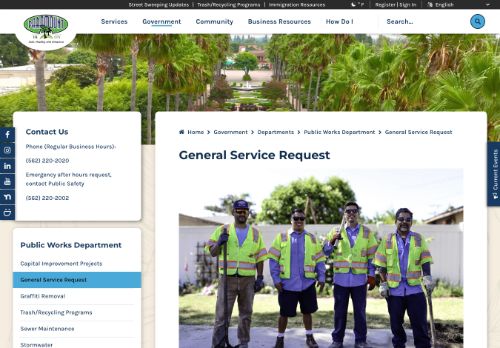 Street Sweeping Updates | Trash/Recycling Programs | Immigration Resources
° F
Register | Sign In
English
PARAMOUNT
Services
Government
Community
Business Resources
How Do I
Search...
Contact Us
Phone (Regular Business Hours):
(562) 220-2020
Emergency after hours request,
contact Public Safety
(562) 220-2002
Public Works Department
Capital Improvement Projects
General Service Request
Graffiti Removal
Trash/Recycling Programs
Sewer Maintenance
Stormwater
Home > Government > Departments > Public Works Department > General Service Request
General Service Request
Current Events